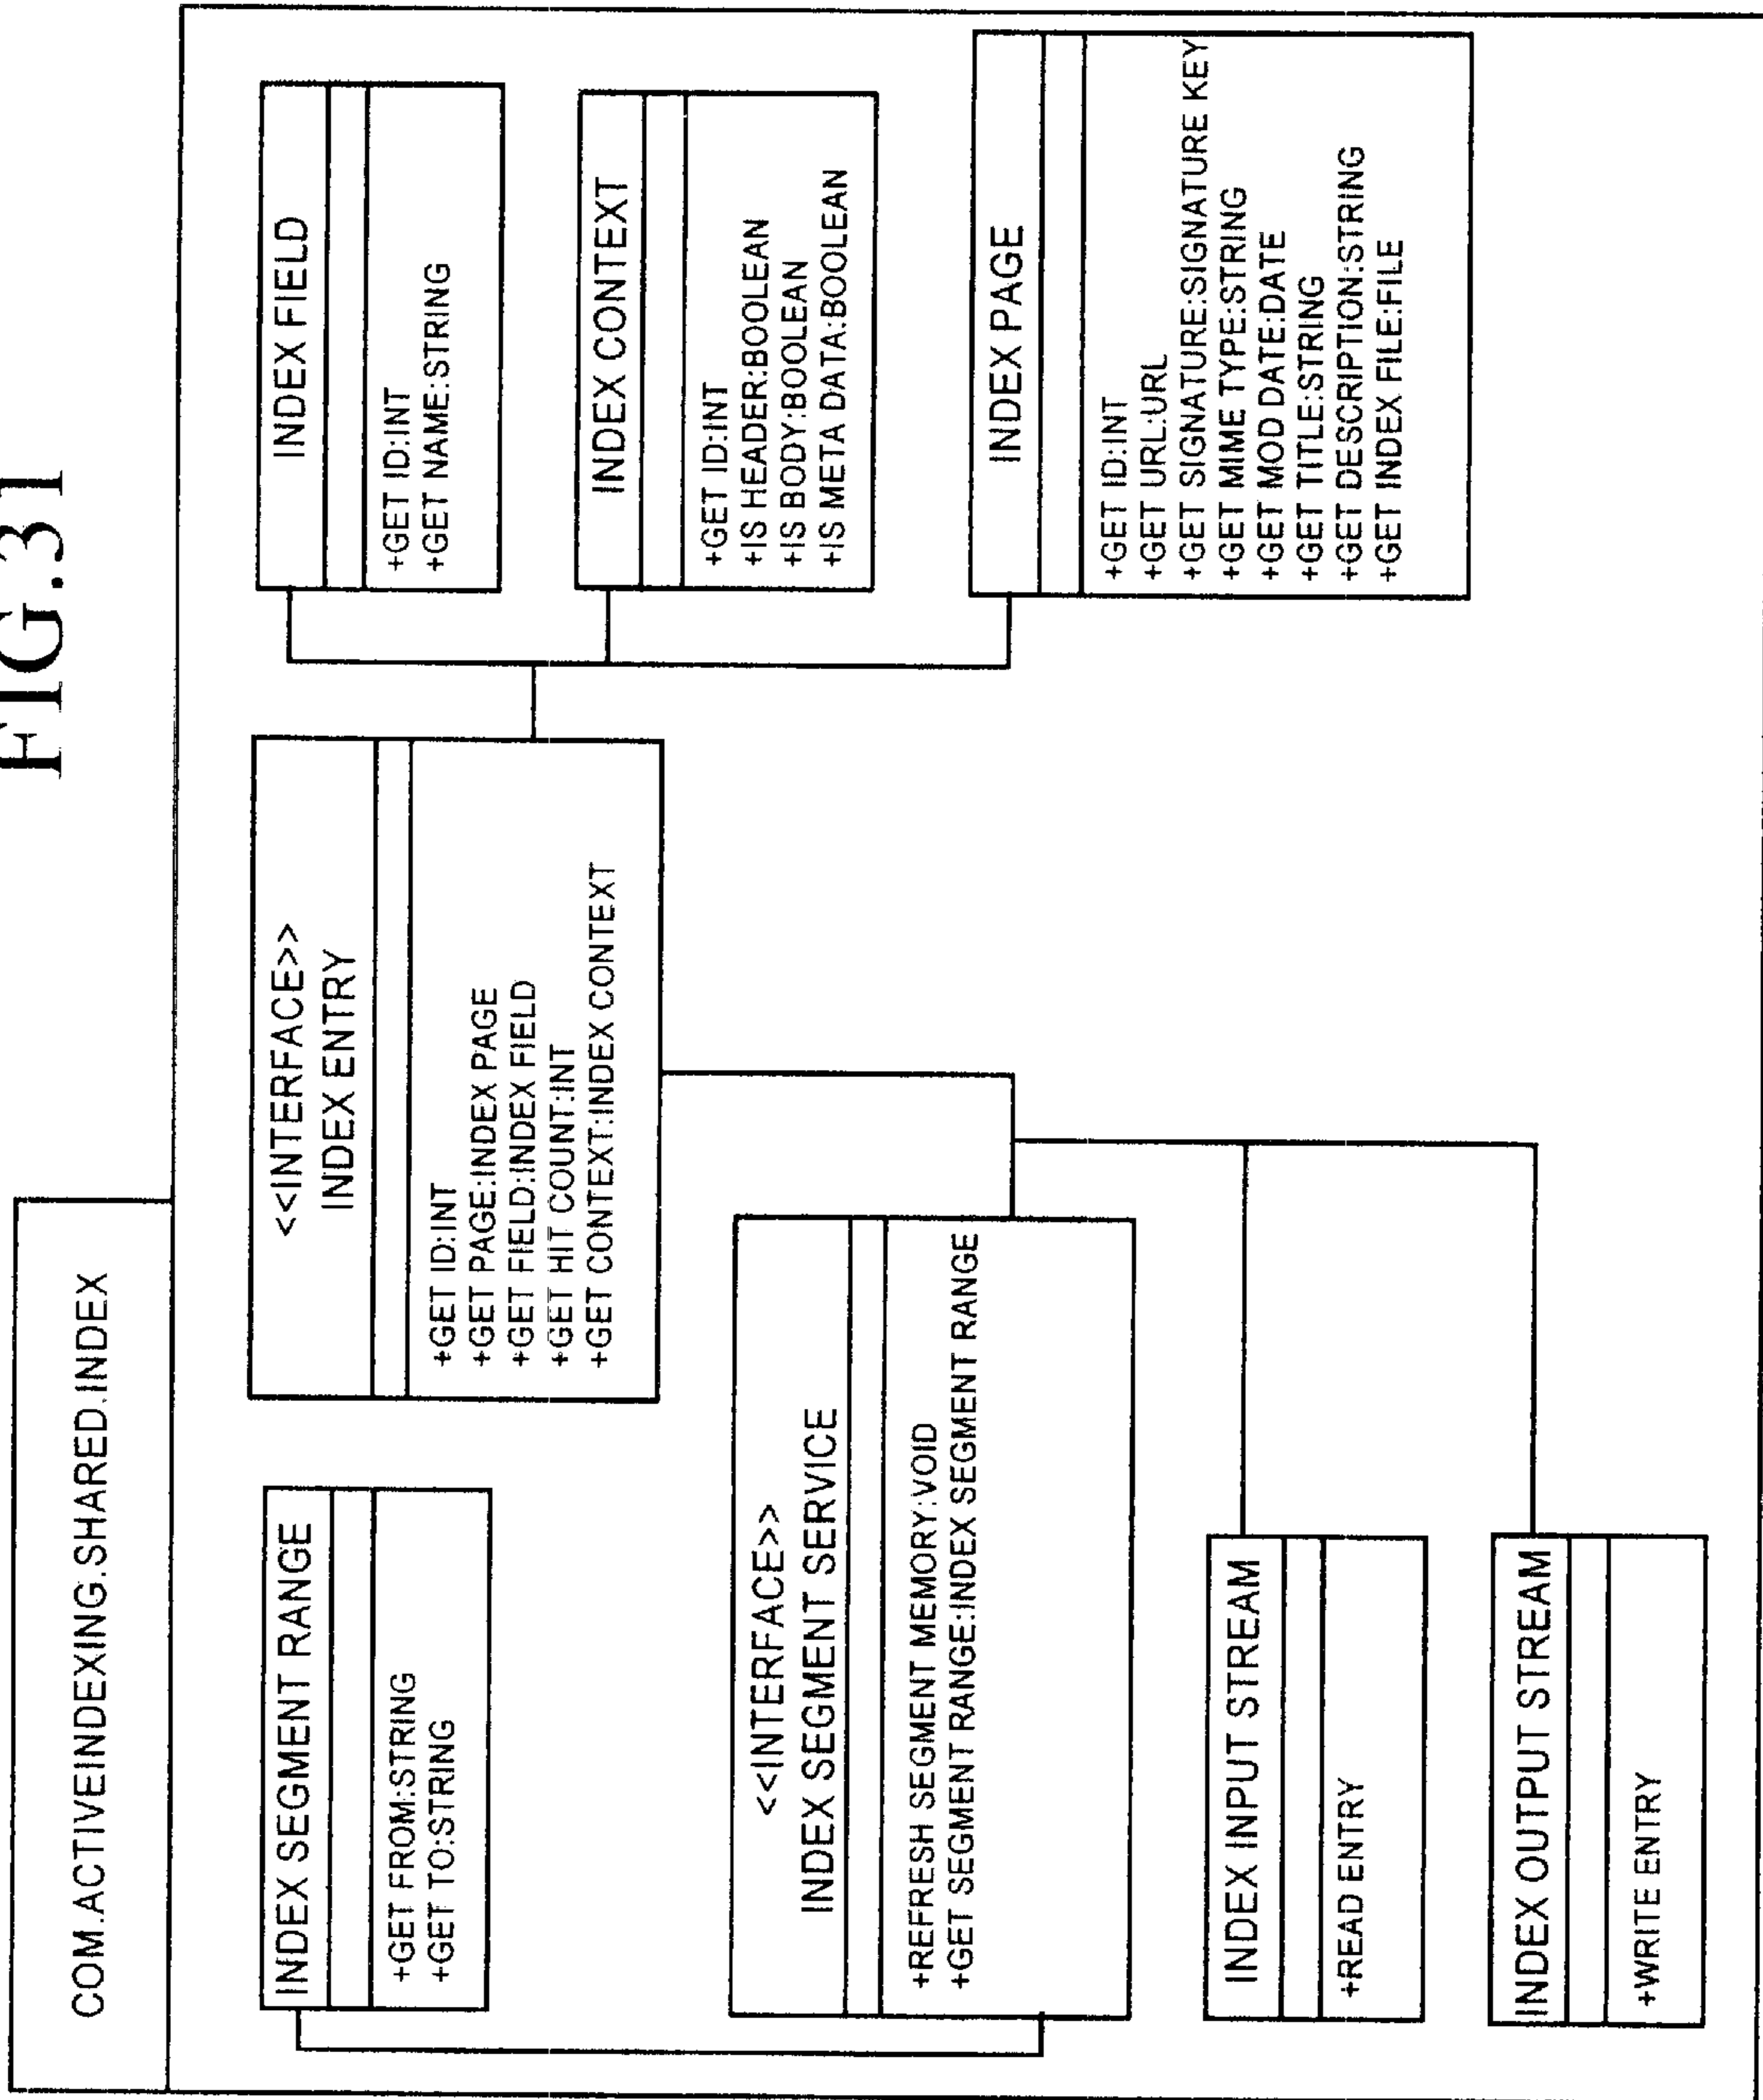 FIG.31
COM.ACTIVEINDEXING.SHARED.INDEX
INDEX SEGMENT RANGE
+GET FROM:STRING
+GET TO:STRING
<<INTERFACE>>
INDEX ENTRY
+GET ID:INT
+GET PAGE:INDEX PAGE
+GET FIELD:INDEX FIELD
+GET HIT COUNT:INT
+GET CONTEXT:INDEX CONTEXT
INDEX FIELD
+GET ID:INT
+GET NAME:STRING
<<INTERFACE>>
INDEX SEGMENT SERVICE
+REFRESH SEGMENT MEMORY:VOID
+GET SEGMENT RANGE:INDEX SEGMENT RANGE
INDEX CONTEXT
+GET ID:INT
+IS HEADER:BOOLEAN
+IS BODY:BOOLEAN
+IS META DATA:BOOLEAN
INDEX INPUT STREAM
+READ ENTRY
INDEX PAGE
+GET ID:INT
+GET URL:URL
+GET SIGNATURE:SIGNATURE KEY
+GET MIME TYPE:STRING
+GET MOD DATE:DATE
+GET TITLE:STRING
+GET DESCRIPTION:STRING
+GET INDEX FILE:FILE
INDEX OUTPUT STREAM
+WRITE ENTRY